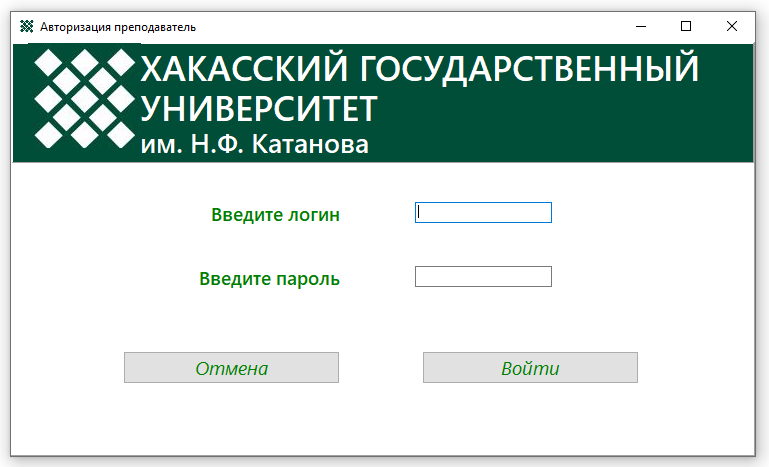 Авторизация преподаватель
ХАКАССКИЙ ГОСУДАРСТВЕННЫЙ
УНИВЕРСИТЕТ
им. Н.Ф. Катанова
Введите логин
Введите пароль
Отмена
Войти